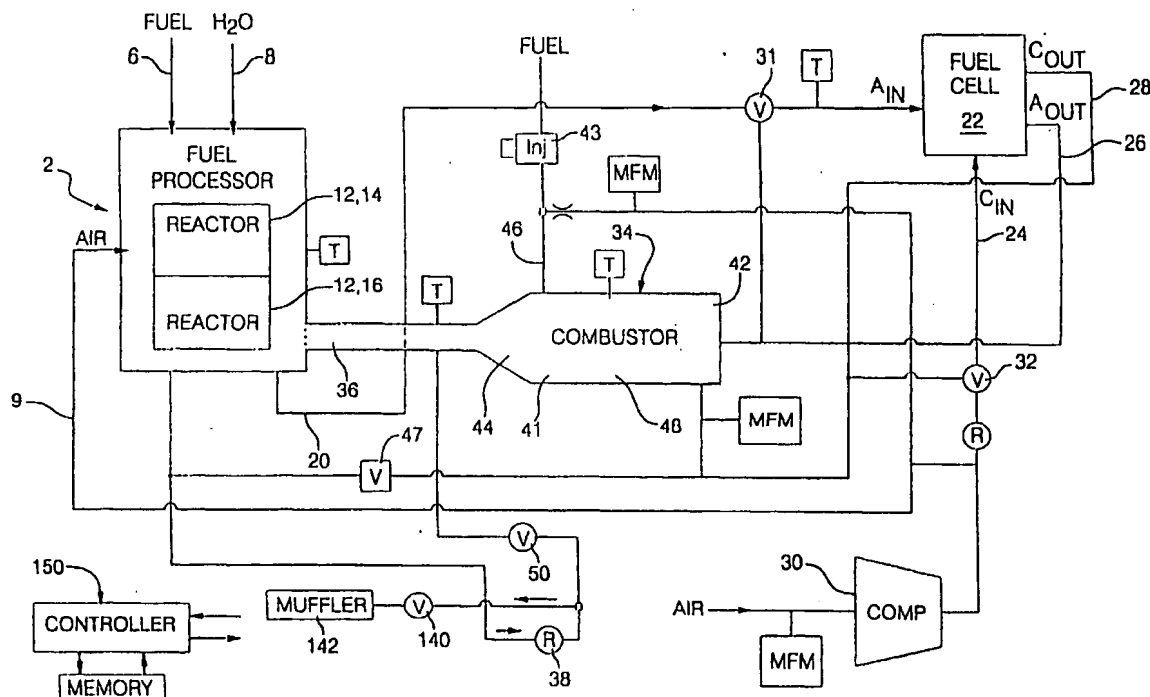 FUEL H2O
6
8
FUEL
31
T
FUEL
CELL
22
COUT
28
AIN
AOUT
V
43
Inj
FUEL
PROCESSOR
2
12,14
MFM
26
REACTOR
CIN
AIR
46
34
24
T
T
42
12,16
T
REACTOR
COMBUSTOR
32
36
V
9
44
41
48
MFM
R
47
20
V
V
50
30
150
MUFFLER
V
AIR
COMP
CONTROLLER
142
140
R
38
MFM
MEMORY